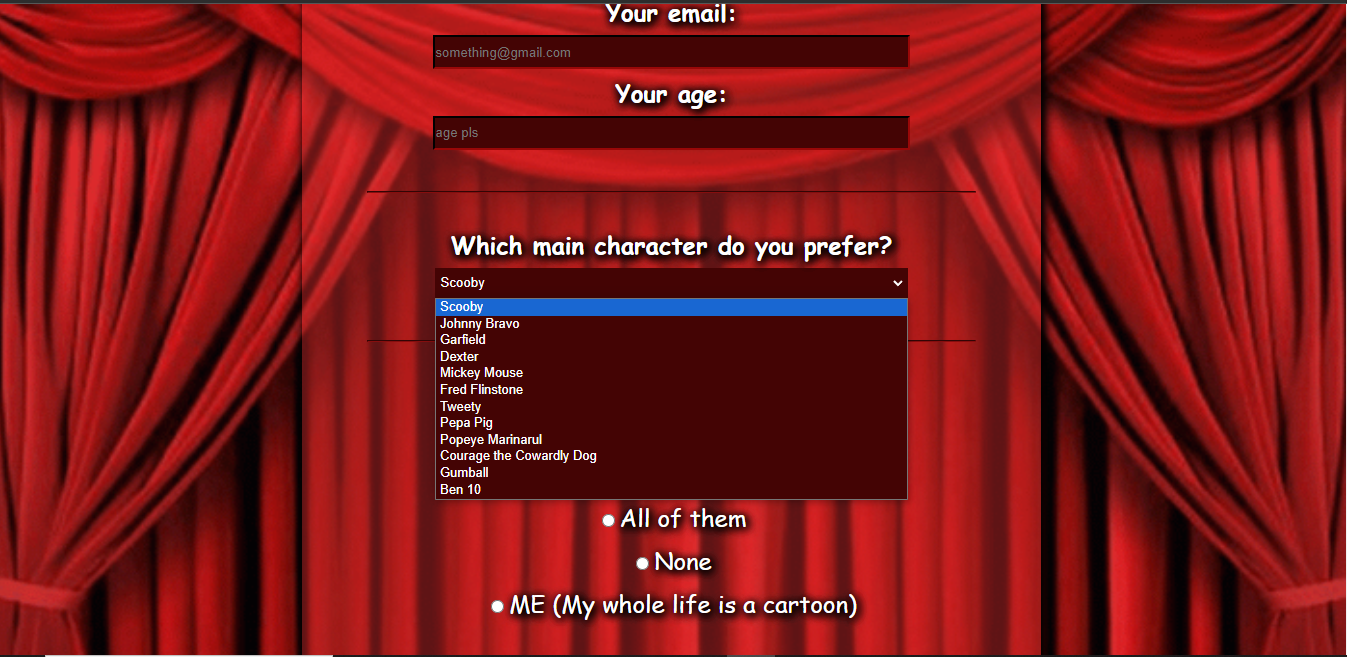 Your email:
something@gmail.com
Your age:
age pls
Which main character do you prefer?
Scooby
Scooby
Johnny Bravo
Garfield
Dexter
Mickey Mouse
Fred Flinstone
Tweety
Pepa Pig
Popeye Marinarul
Courage the Cowardly Dog
Gumball
Ben 10
All of them
None
ME (My whole life is a cartoon)